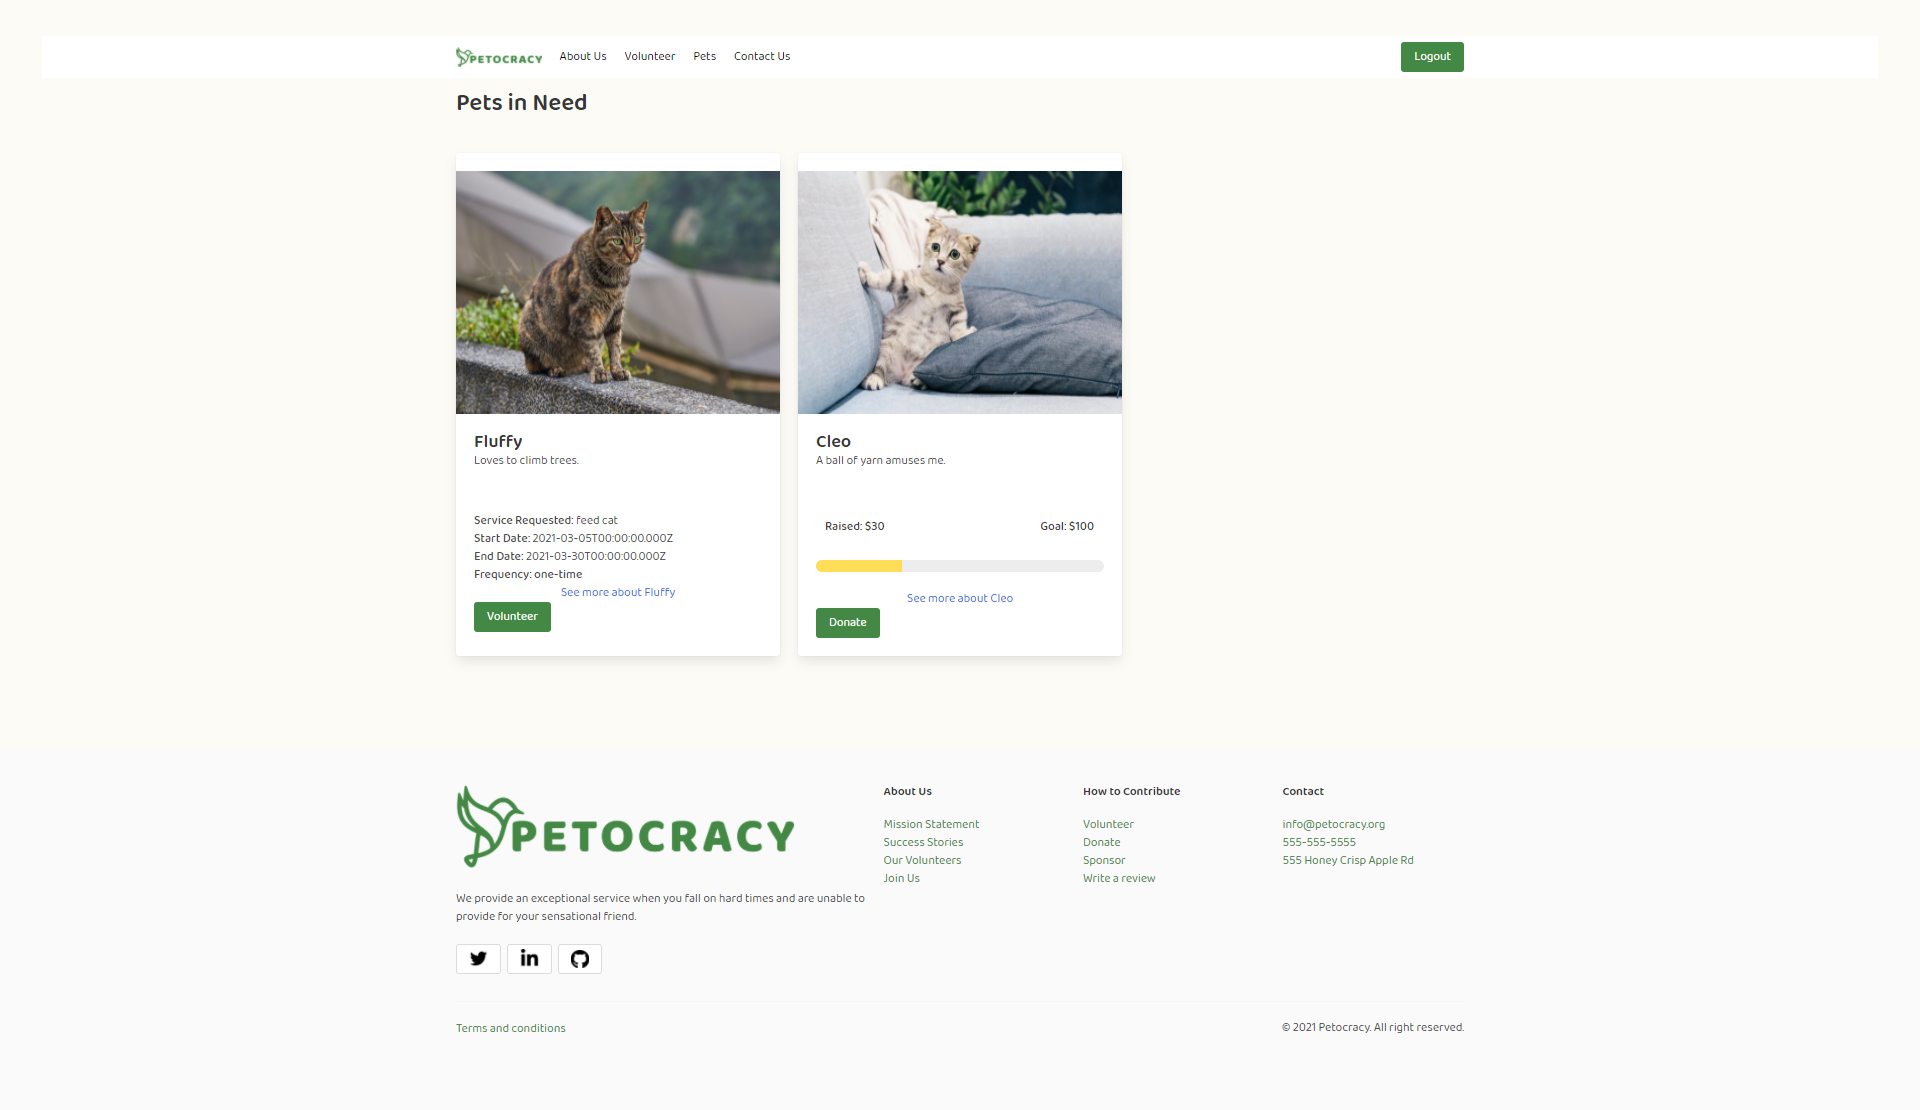 PETOCRACY About Us Volunteer Pets Contact Us Logout
Pets in Need
Fluffy
Loves to climb trees.
Service Requested: feed cat
Start Date: 2021-03-05T00:00:00.000Z
End Date: 2021-03-30T00:00:00.000Z
Frequency: one-time
See more about Fluffy
Volunteer
Cleo
A ball of yarn amuses me.
Raised: $30 Goal: $100
See more about Cleo
Donate
PETOCRACY
We provide an exceptional service when you fall on hard times and are unable to
provide for your sensational friend.
in
About Us
Mission Statement
Success Stories
Our Volunteers
Join Us
How to Contribute
Volunteer
Donate
Sponsor
Write a review
Contact
info@petocracy.org
555-555-5555
555 Honey Crisp Apple Rd
Terms and conditions
© 2021 Petocracy. All right reserved.